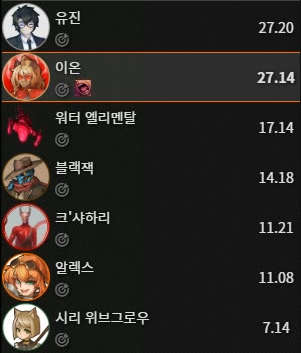 유진
27.20
이온
27.14
워터 엘리멘탈
17.14
블랙잭
14.18
크'샤하리
11.21
알렉스
11.08
시리 위브그로우
7.14